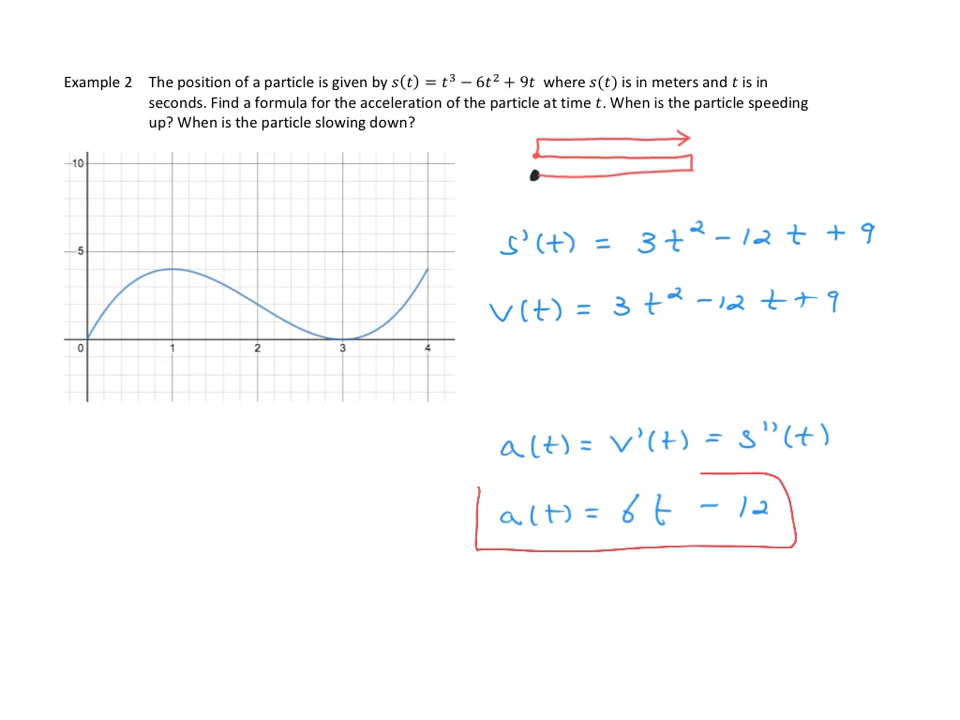 Example 2 The position of a particle is given by s(t) = t³ − 6t² + 9t where s(t) is in meters and t is in
seconds. Find a formula for the acceleration of the particle at time t. When is the particle speeding
up? When is the particle slowing down?
10
5
0 1 2 3 4
s'(t) = 3t² - 12t + 9
v(t) = 3t² - 12t + 9
a(t) = v'(t) = s''(t)
a(t) = 6t - 12